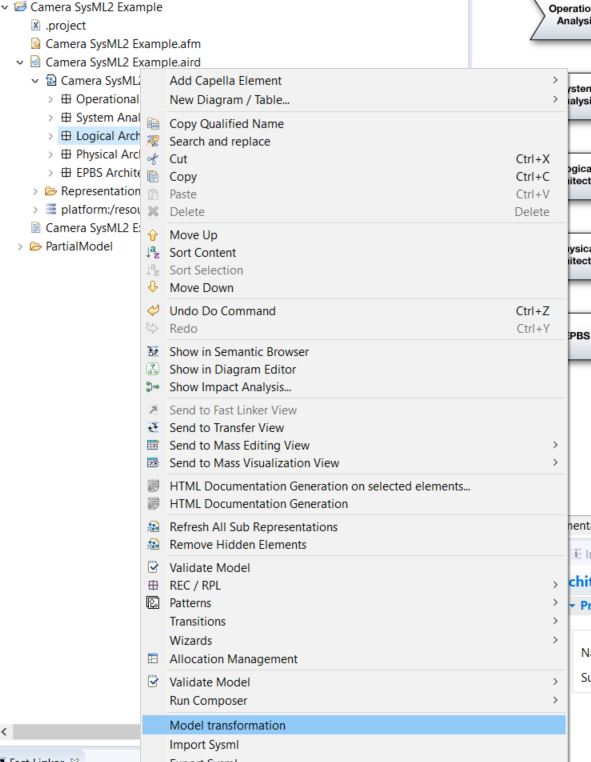 Camera SysML2 Example
.project
Camera SysML2 Example.afm
Camera SysML2 Example.aird
Camera SysML
Operational
System Anal
Logical Arch
Physical Arc
EPBS Archite
Representation
platform:/resou
Camera SysML2 E
PartialModel
Add Capella Element
New Diagram / Table...
Copy Qualified Name
Search and replace
Cut Ctrl+X
Copy Ctrl+C
Paste Ctrl+V
Delete Delete
Move Up
Sort Content
Sort Selection
Move Down
Undo Do Command Ctrl+Z
Redo Ctrl+Y
Show in Semantic Browser
Show in Diagram Editor
Show Impact Analysis...
Send to Fast Linker View
Send to Transfer View
Send to Mass Editing View
Send to Mass Visualization View
HTML Documentation Generation on selected elements...
HTML Documentation Generation
Refresh All Sub Representations
Remove Hidden Elements
Validate Model
REC / RPL
Patterns
Transitions
Wizards
Allocation Management
Validate Model
Run Composer
Model transformation
Import Sysml
Export Sysml
Fast Linker
Operatio
Analysi
ysten
alysi
ogica
itect
ysica
itect
EPBS
ment
chit
Pr
Na
Su